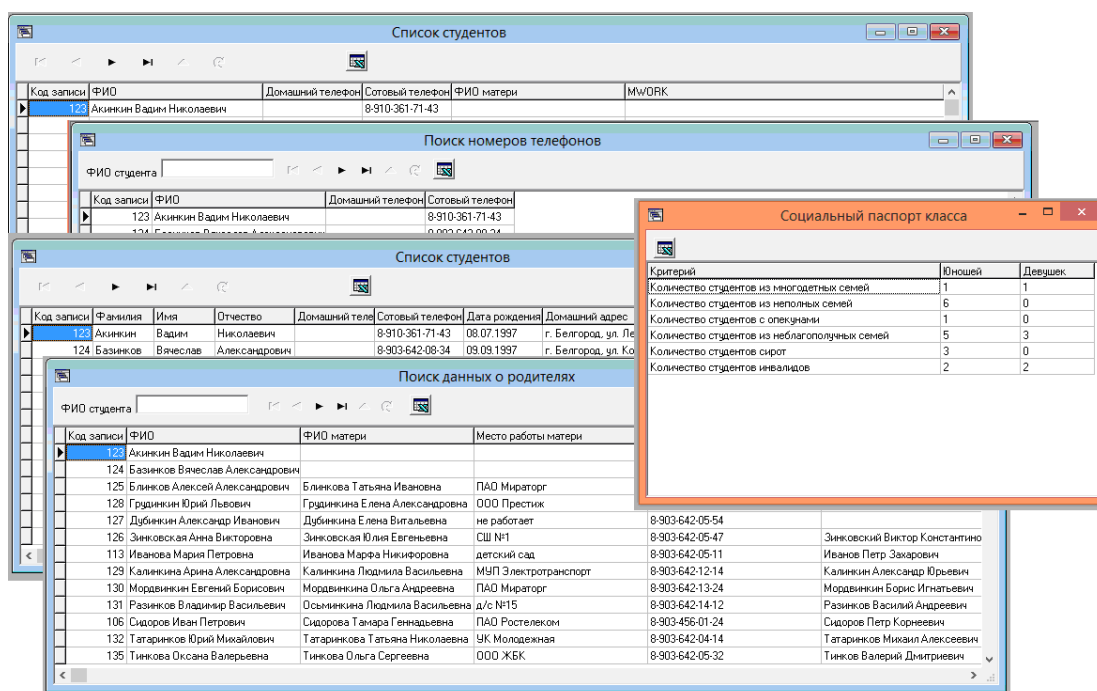 Список студентов
Код записи ФИО Домашний телефон Сотовый телефон ФИО матери MWORK
123 Акинкин Вадим Николаевич 8-910-361-71-43
Поиск номеров телефонов
ФИО студента
Код записи ФИО Домашний телефон Сотовый телефон
123 Акинкин Вадим Николаевич 8-910-361-71-43
Социальный паспорт класса
Критерий Юношей Девушек
Количество студентов из многодетных семей 1 1
Количество студентов из неполных семей 6 0
Количество студентов с опекунами 1 0
Количество студентов из неблагополучных семей 5 3
Количество студентов сирот 3 0
Количество студентов инвалидов 2 2
Список студентов
Код записи Фамилия Имя Отчество Домашний теле Сотовый телефон Дата рождения Домашний адрес
123 Акинкин Вадим Николаевич 8-910-361-71-43 08.07.1997 г. Белгород, ул. Ле
124 Базинков Вячеслав Александрович 8-903-642-08-34 09.09.1997 г. Белгород, ул. Ко
Поиск данных о родителях
ФИО студента
Код записи ФИО ФИО матери Место работы матери
123 Акинкин Вадим Николаевич
124 Базинков Вячеслав Александрович
125 Блинков Алексей Александрович Блинкова Татьяна Ивановна ПАО Мираторг
128 Грудинкин Юрий Львович Грудинкина Елена Александровна ООО Престиж
127 Дубинкин Александр Иванович Дубинкина Елена Витальевна не работает 8-903-642-05-54
126 Зинковская Анна Викторовна Зинковская Юлия Евгеньевна СШ №1 8-903-642-05-47 Зинковский Виктор Константино
113 Иванова Мария Петровна Иванова Марфа Никифоровна детский сад 8-903-642-05-11 Иванов Петр Захарович
129 Калинкина Арина Александровна Калинкина Людмила Васильевна МУП Электротранспорт 8-903-642-12-14 Калинкин Александр Юрьевич
130 Мордвинкин Евгений Борисович Мордвинкина Ольга Андреевна ПАО Мираторг 8-903-642-13-24 Мордвинкин Борис Игнатьевич
131 Разинков Владимир Васильевич Осьминкина Людмила Васильевна д/с №15 8-903-642-14-12 Разинков Василий Андреевич
106 Сидоров Иван Петрович Сидорова Тамара Геннадьевна ПАО Ростелеком 8-903-456-01-24 Сидоров Петр Корнеевич
132 Татаринков Юрий Михайлович Татаринкова Татьяна Николаевна УК Молодежная 8-903-642-04-14 Татаринков Михаил Алексеевич
135 Тинкова Оксана Валерьевна Тинкова Ольга Сергеевна ООО ЖБК 8-903-642-05-32 Тинков Валерий Дмитриевич